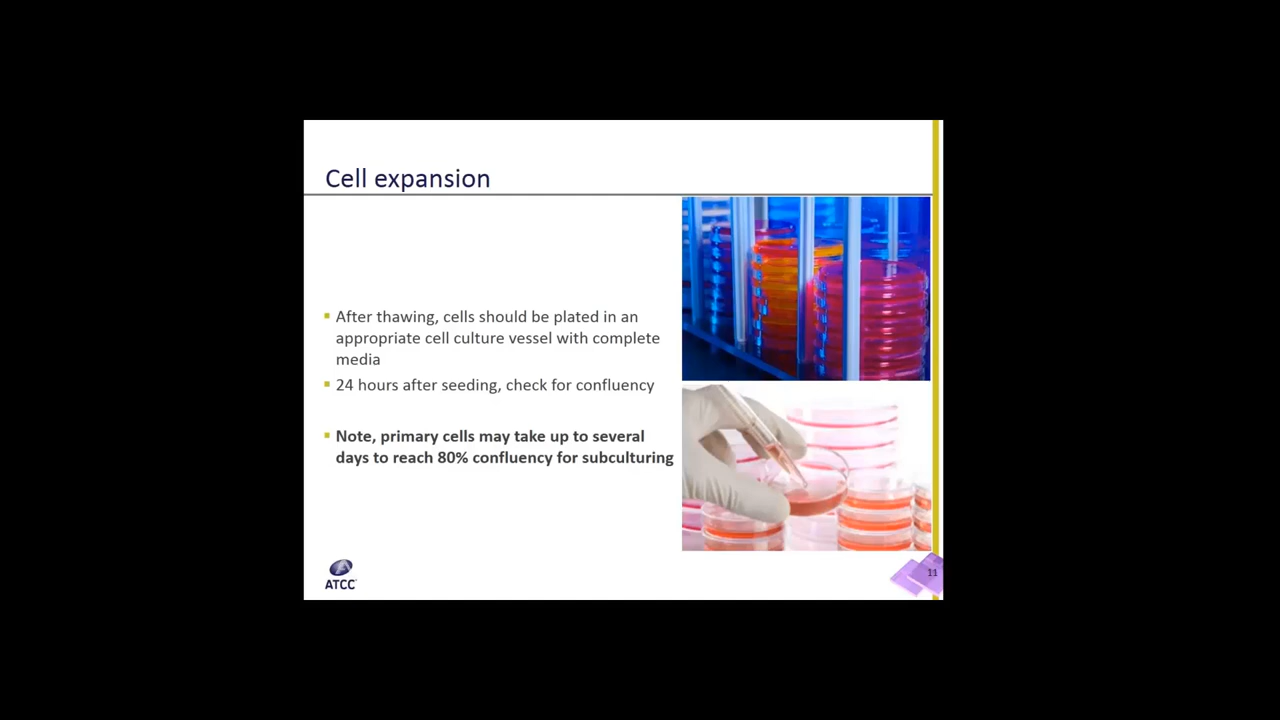 Cell expansion
After thawing, cells should be plated in an
appropriate cell culture vessel with complete
media
24 hours after seeding, check for confluency
Note, primary cells may take up to several
days to reach 80% confluency for subculturing
ATCC
11